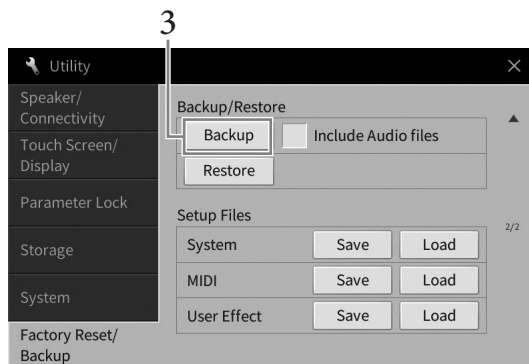 3
Utility
Speaker/
Connectivity
Touch Screen/
Display
Parameter Lock
Storage
System
Factory Reset/
Backup
Backup/Restore
Backup Include Audio files
Restore
Setup Files
System Save Load
MIDI Save Load
User Effect Save Load
2/2